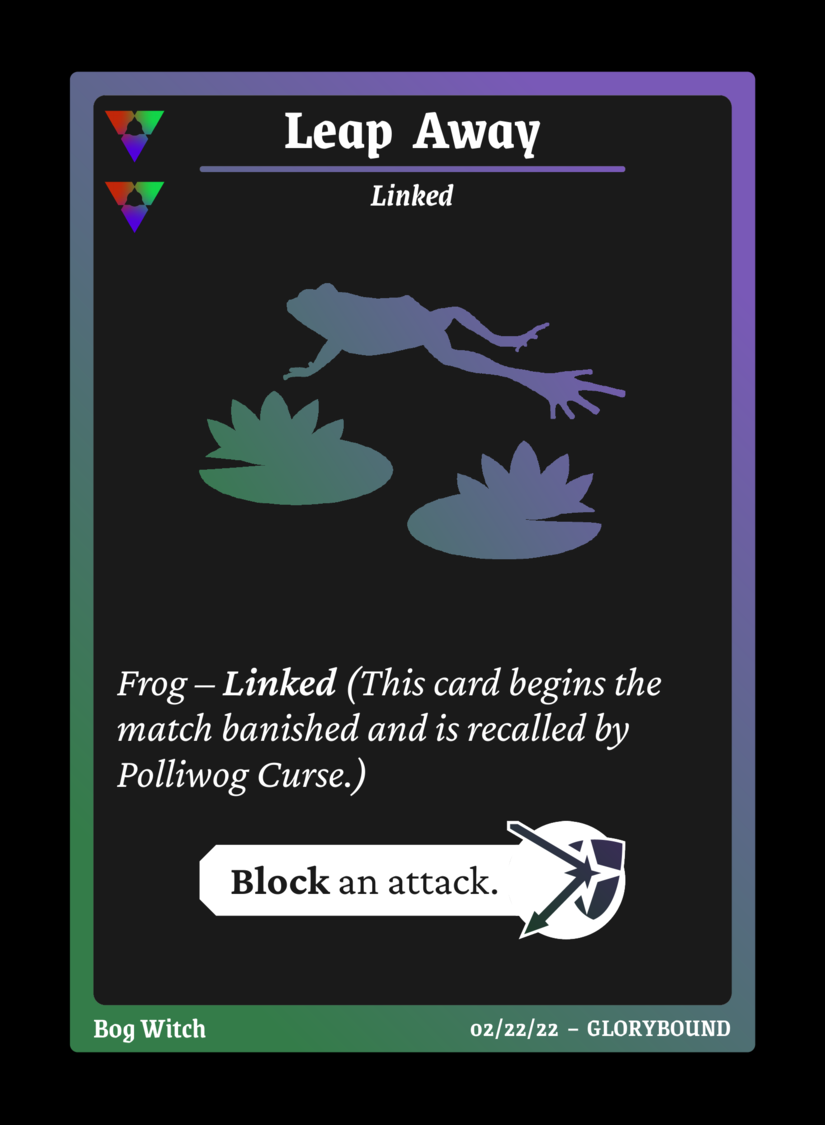 Leap Away
Linked
Frog – Linked (This card begins the
match banished and is recalled by
Polliwog Curse.)
Block an attack.
Bog Witch
02/22/22 – GLORYBOUND